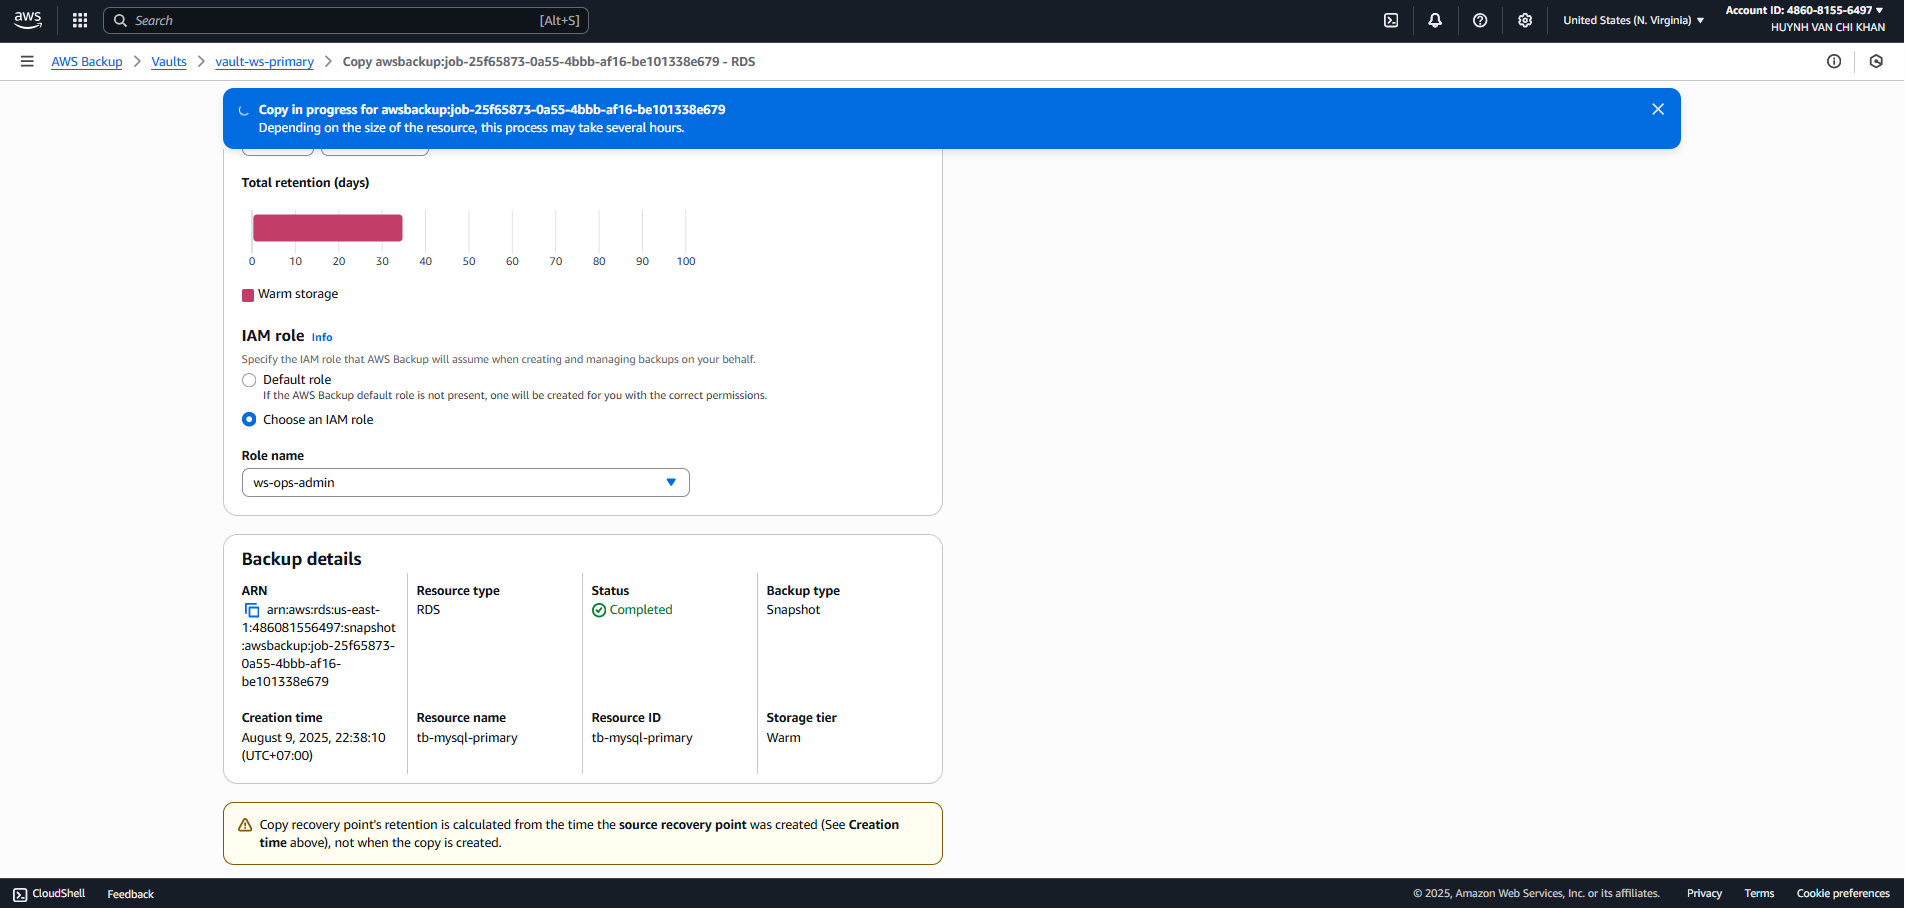 aws
Search [Alt+S]
United States (N. Virginia)
Account ID: 4860-8155-6497
HUYNH VAN CHI KHAN
AWS Backup > Vaults > vault-ws-primary > Copy awsbackup:job-25f65873-0a55-4bbb-af16-be101338e679 - RDS
Copy in progress for awsbackup:job-25f65873-0a55-4bbb-af16-be101338e679
Depending on the size of the resource, this process may take several hours.
Total retention (days)
0 10 20 30 40 50 60 70 80 90 100
Warm storage
IAM role Info
Specify the IAM role that AWS Backup will assume when creating and managing backups on your behalf.
Default role
If the AWS Backup default role is not present, one will be created for you with the correct permissions.
Choose an IAM role
Role name
ws-ops-admin
Backup details
ARN
arn:aws:rds:us-east-
1:486081556497:snapshot
:awsbackup:job-25f65873-
0a55-4bbb-af16-
be101338e679
Resource type
RDS
Status
Completed
Backup type
Snapshot
Creation time
August 9, 2025, 22:38:10
(UTC+07:00)
Resource name
tb-mysql-primary
Resource ID
tb-mysql-primary
Storage tier
Warm
Copy recovery point's retention is calculated from the time the source recovery point was created (See Creation
time above), not when the copy is created.
CloudShell Feedback © 2025, Amazon Web Services, Inc. or its affiliates. Privacy Terms Cookie preferences